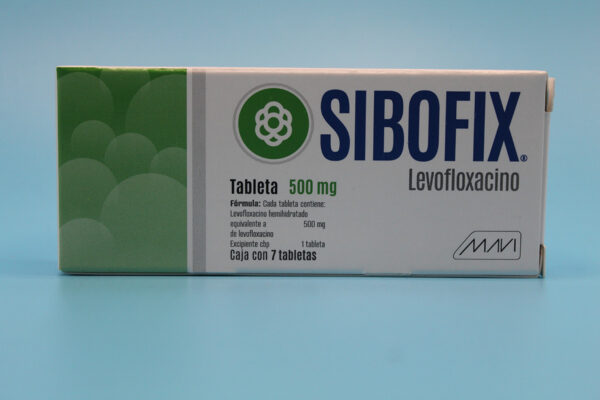 SIBOFIX®
Levofloxacino
Tableta 500 mg
Fórmula: Cada tableta contiene:
Levofloxacino hemihidratado
equivalente a 500 mg
de levofloxacino
Excipiente cbp 1 tableta
Caja con 7 tabletas
MAVI